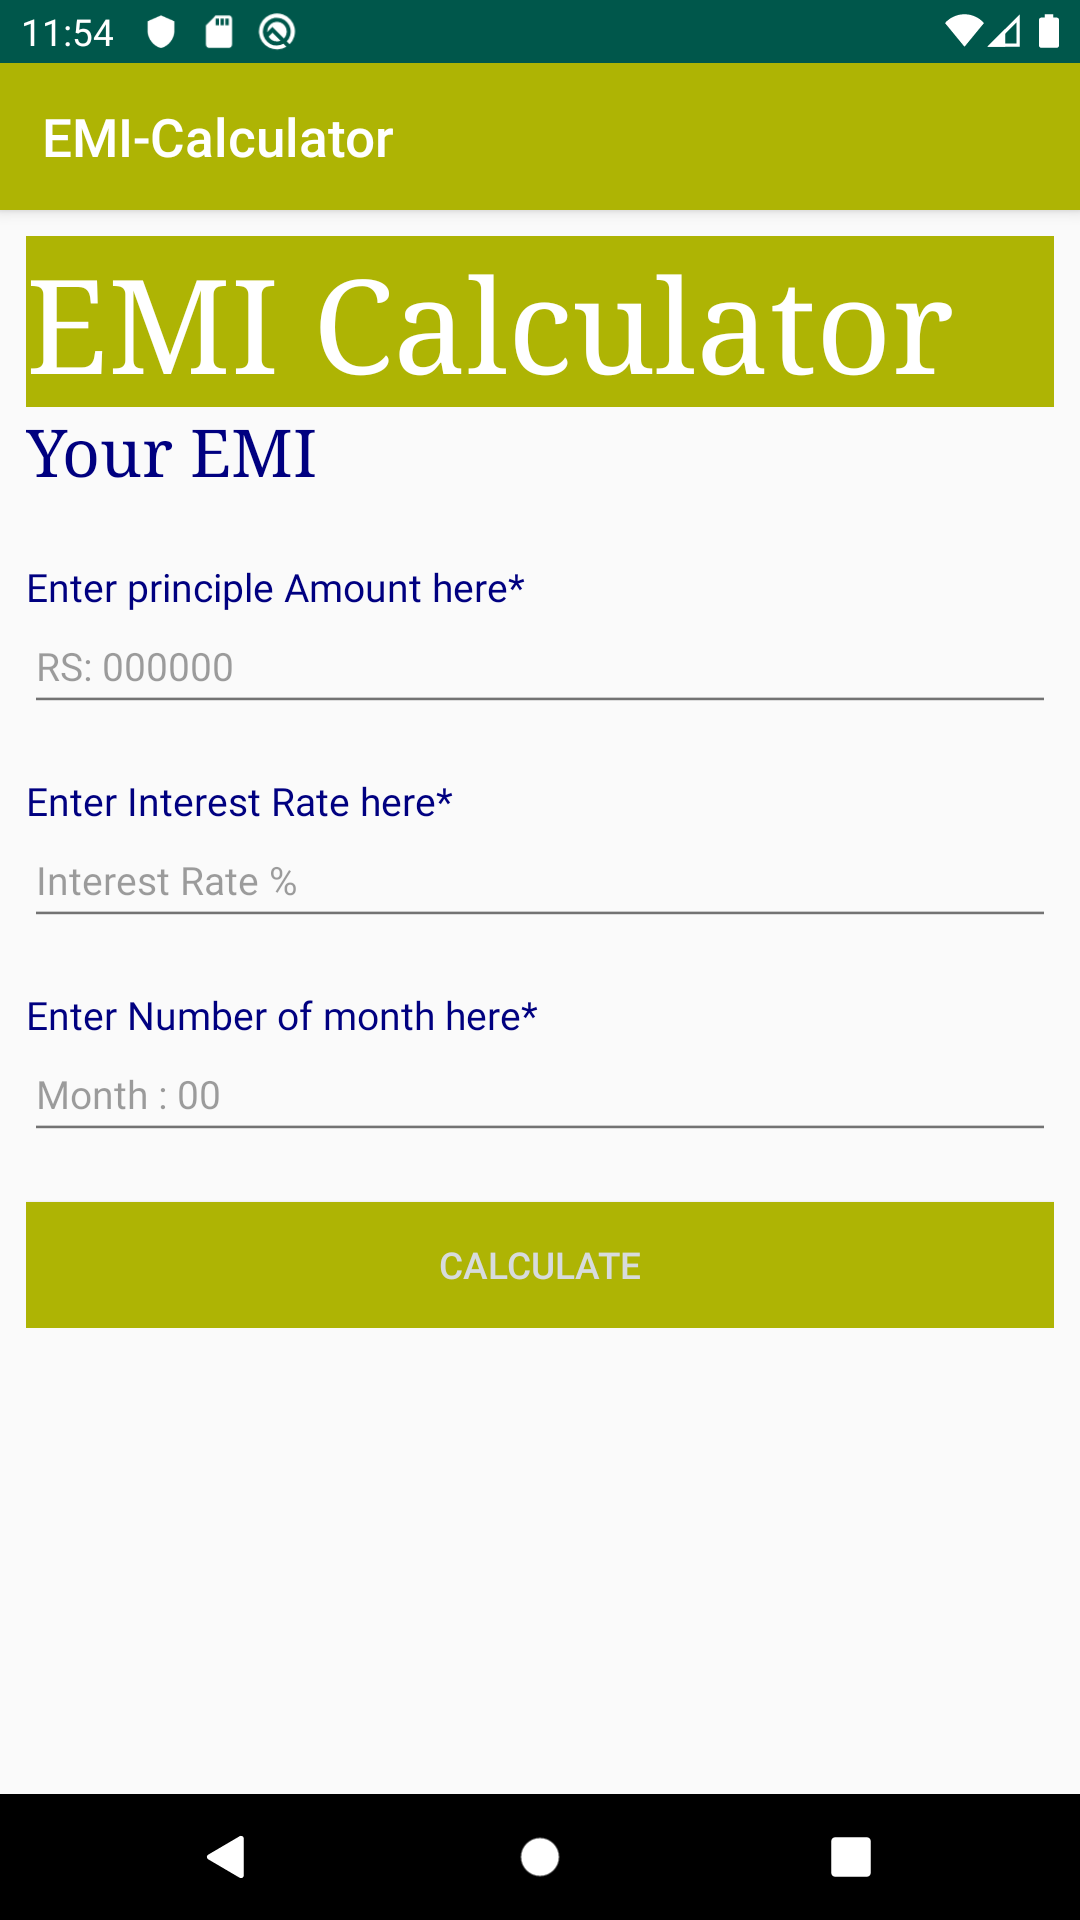 11:54
EMI-Calculator
EMI Calculator
Your EMI
Enter principle Amount here*
RS: 000000
Enter Interest Rate here*
Interest Rate %
Enter Number of month here*
Month : 00
CALCULATE